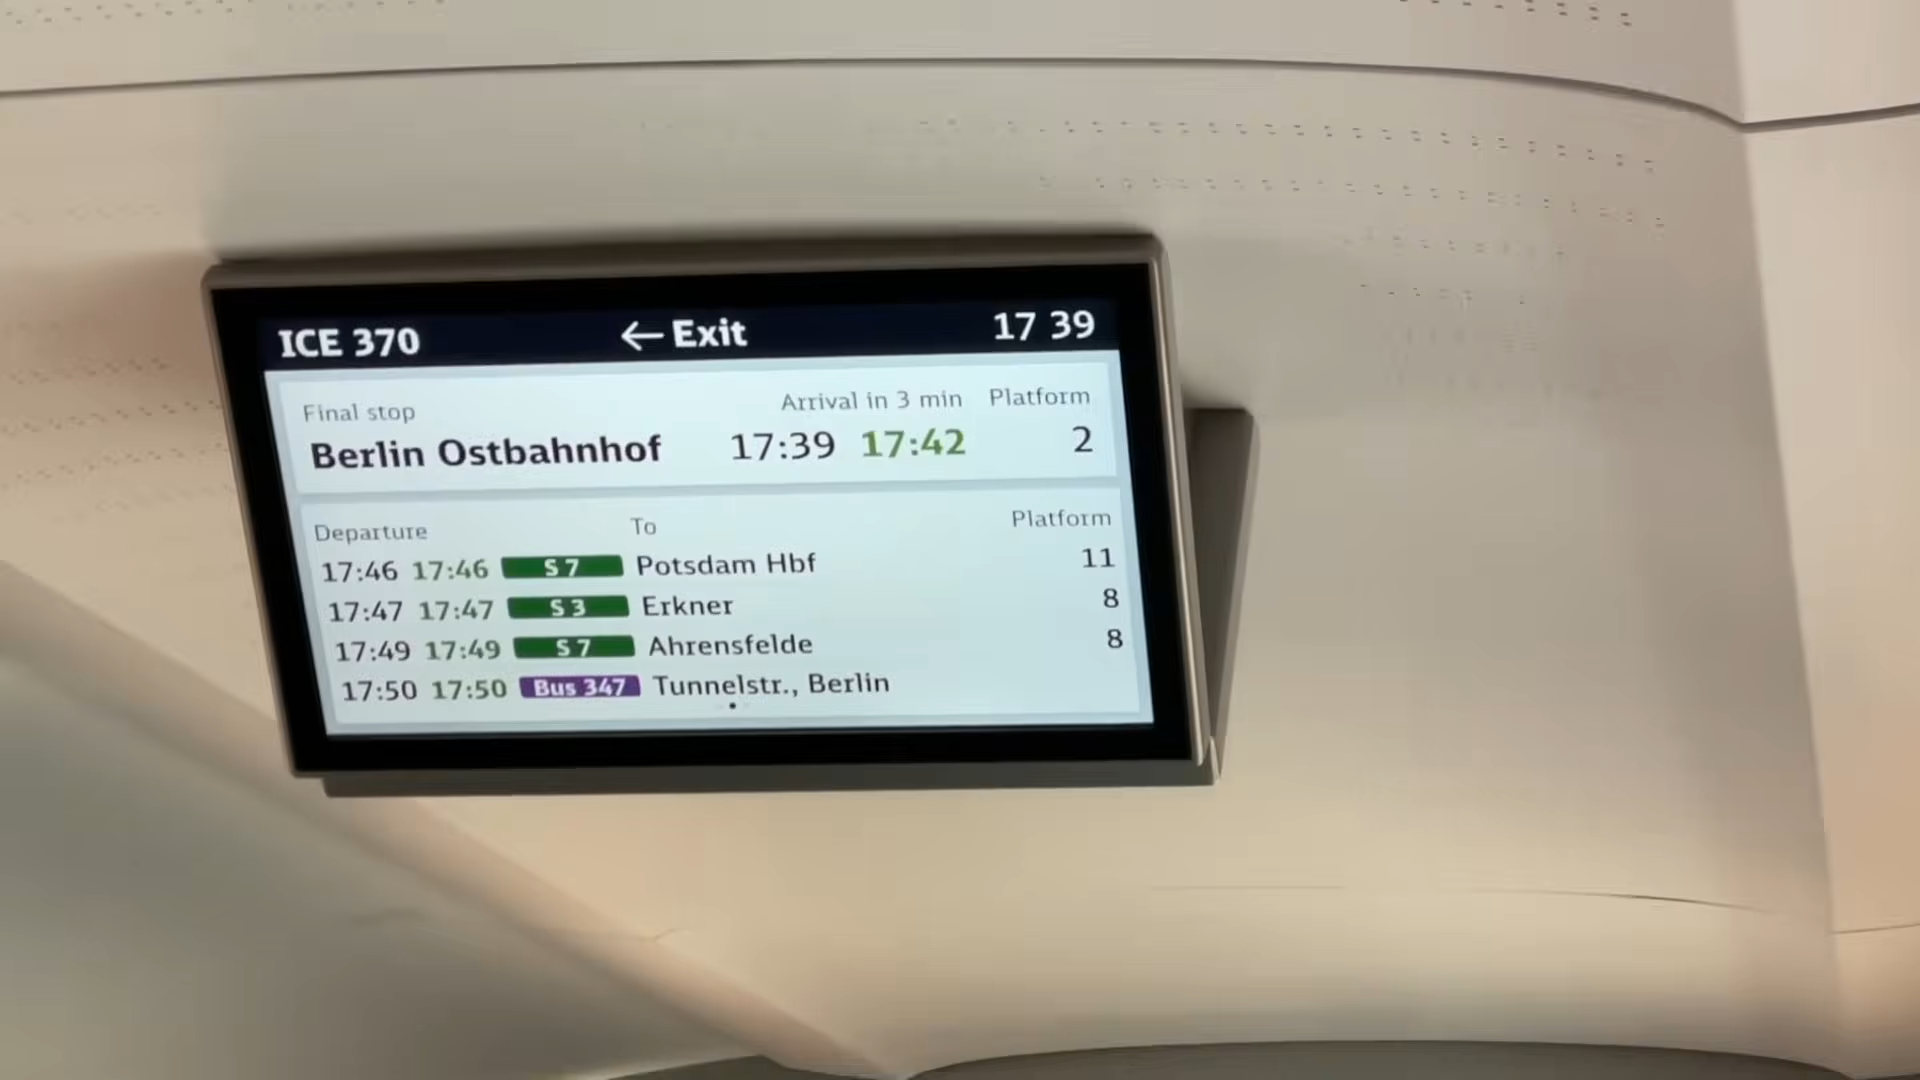 ICE 370 ← Exit 17 39
Final stop Arrival in 3 min Platform
Berlin Ostbahnhof 17:39 17:42 2
Departure To Platform
17:46 17:46 S 7 Potsdam Hbf 11
17:47 17:47 S 3 Erkner 8
17:49 17:49 S 7 Ahrensfelde 8
17:50 17:50 Bus 347 Tunnelstr., Berlin